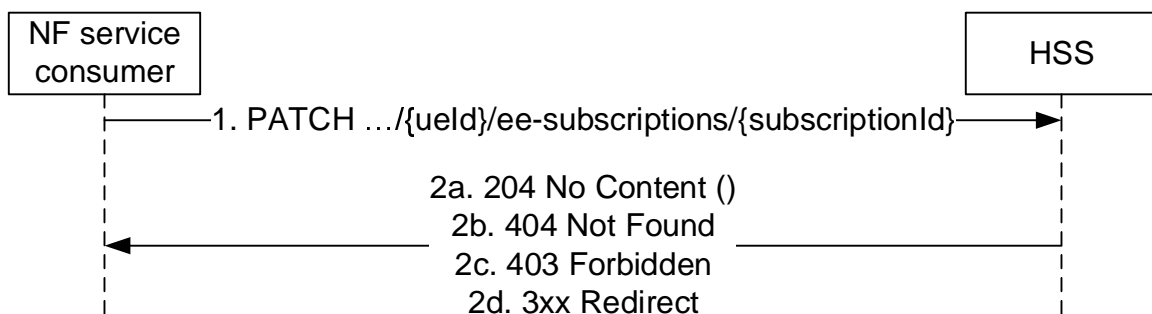 NF service
consumer
HSS
1. PATCH …/{ueId}/ee-subscriptions/{subscriptionId}
2a. 204 No Content ()
2b. 404 Not Found
2c. 403 Forbidden
2d. 3xx Redirect